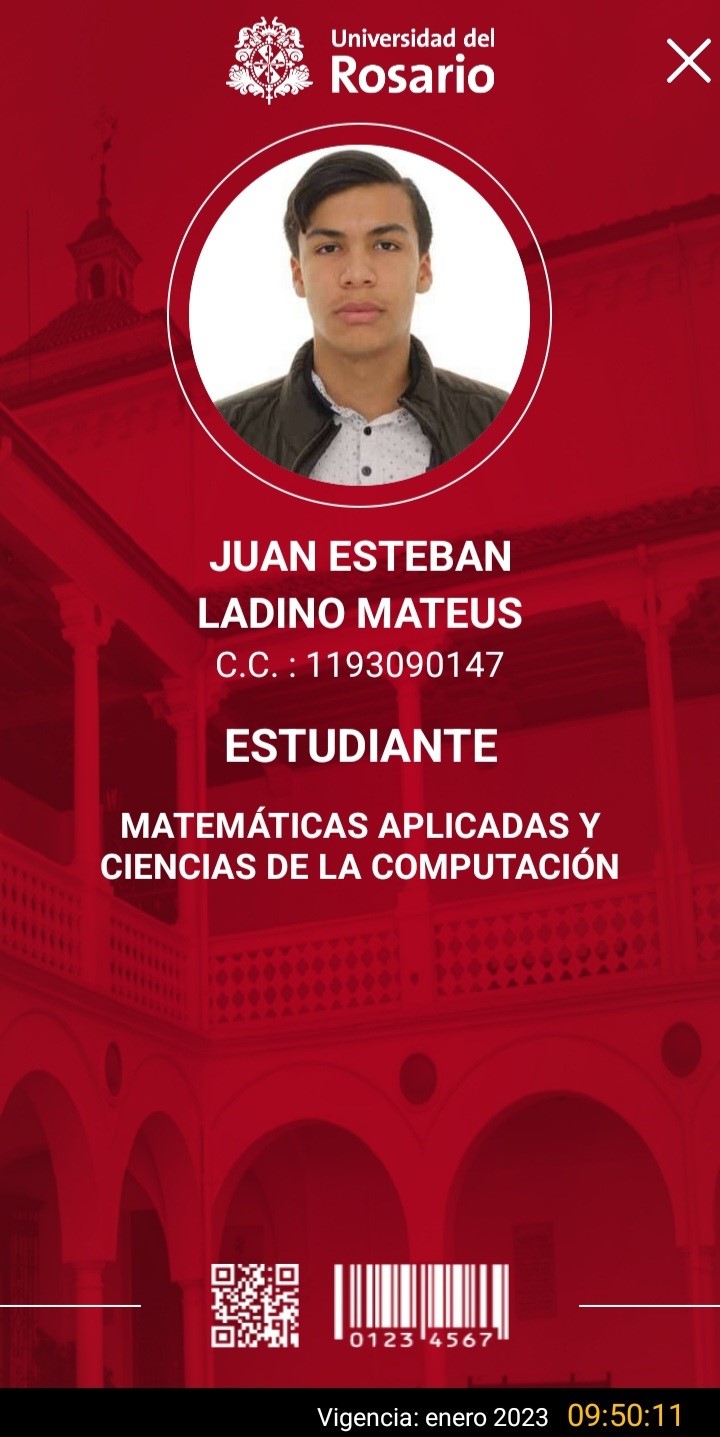 Universidad del
Rosario
JUAN ESTEBAN
LADINO MATEUS
C.C. : 1193090147
ESTUDIANTE
MATEMÁTICAS APLICADAS Y
CIENCIAS DE LA COMPUTACIÓN
0123 4567
Vigencia: enero 2023 09:50:11